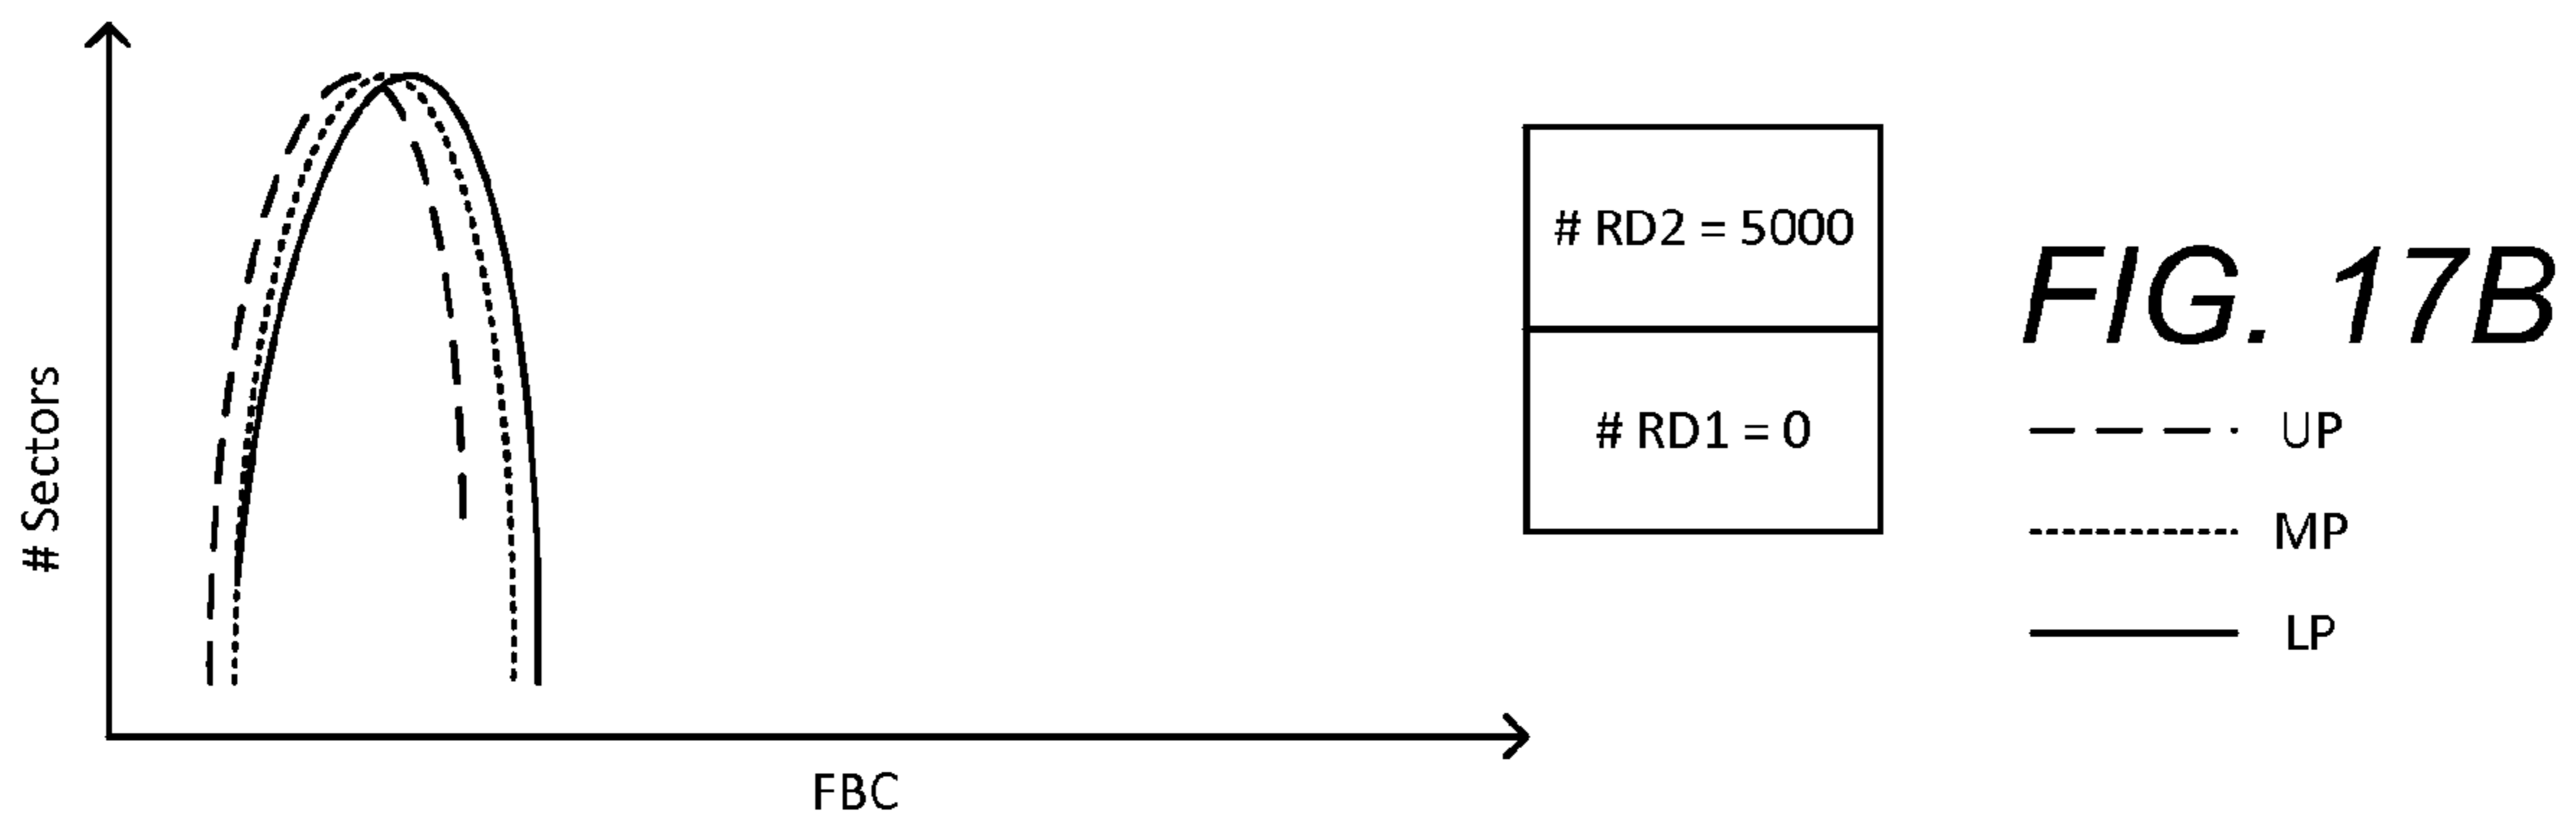 # Sectors
FBC
# RD2 = 5000
# RD1 = 0
FIG. 17B
UP
MP
LP